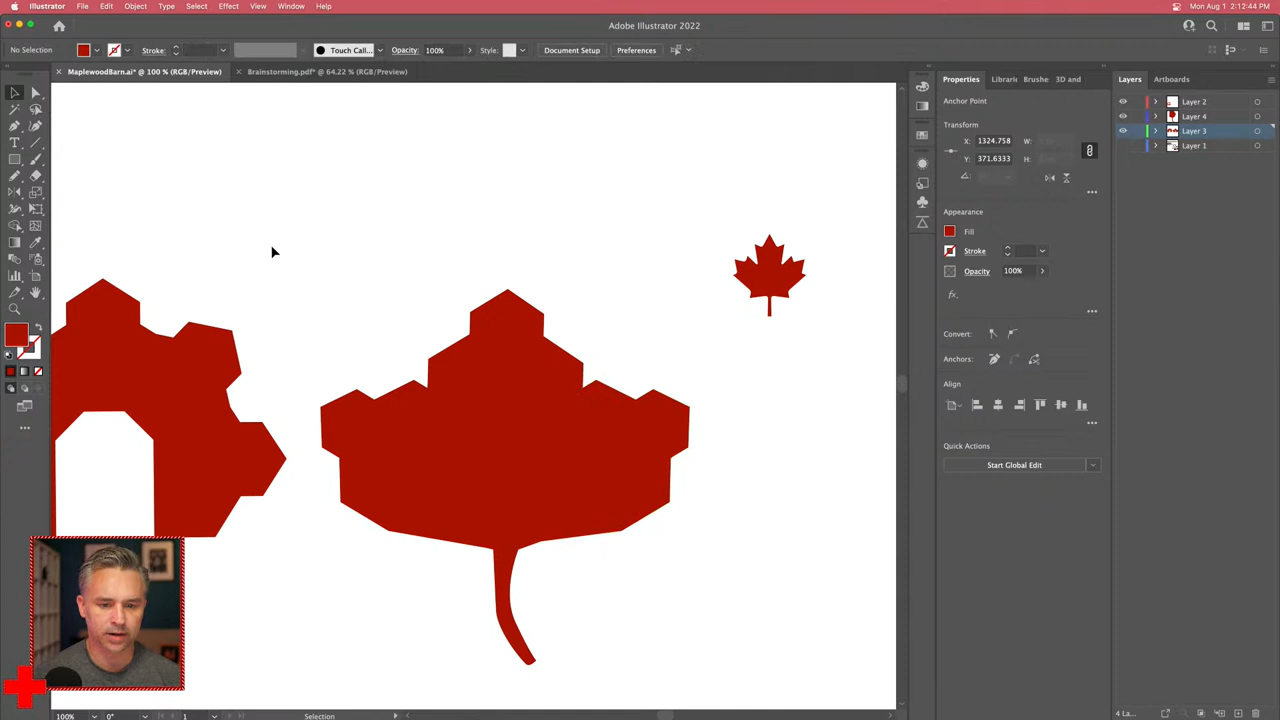 Illustrator File Edit Object Type Select Effect View Window Help
Mon Aug 1 2:12:44 PM
Adobe Illustrator 2022
No Selection Stroke: Touch Call... Opacity: 100% Style: Document Setup Preferences
MaplewoodBarn.ai* @ 100 % (RGB/Preview) Brainstorming.pdf* @ 64.22 % (RGB/Preview)
Properties Librari Brushe 3D and
Layers Artboards
Anchor Point
Transform
X: 1324.758 W:
Y: 371.6333 H:
Appearance
Fill
Stroke
Opacity 100%
fx.
Convert:
Anchors:
Align
Quick Actions
Start Global Edit
Layer 2
Layer 4
Layer 3
Layer 1
100% 0° 1 Selection
4 La...